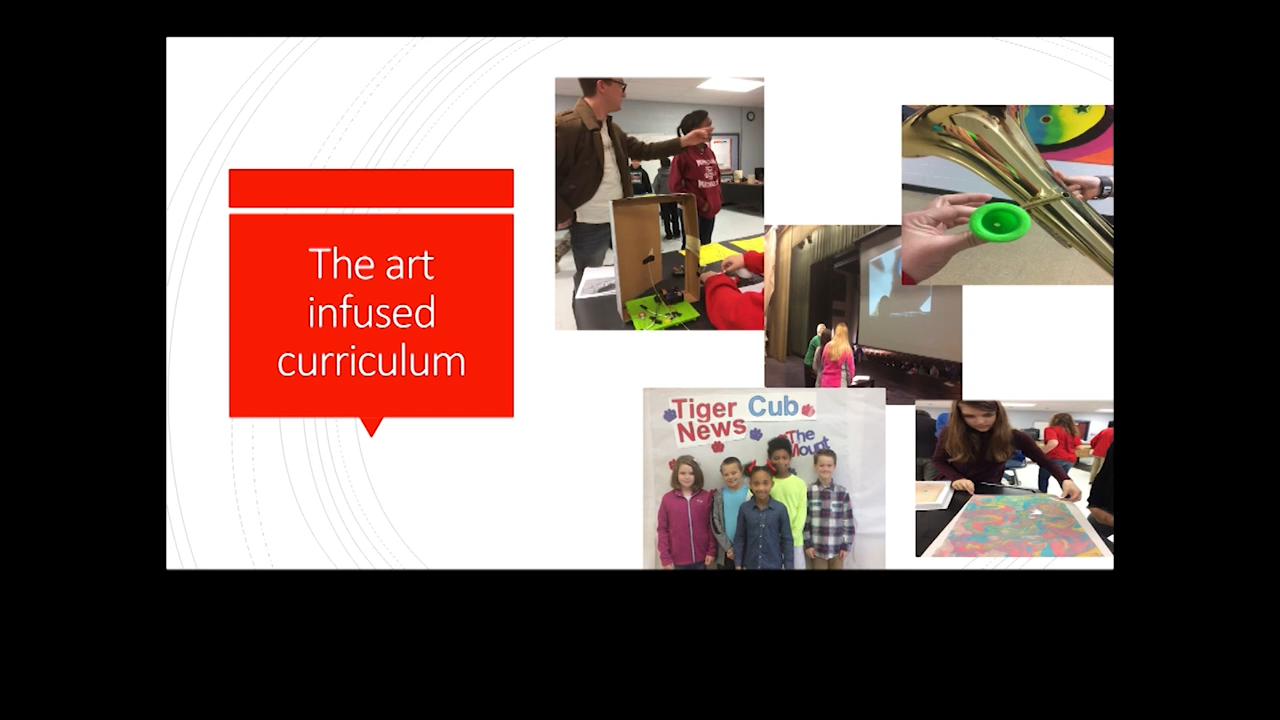 The art
infused
curriculum
Tiger Cub
News
The
Mount